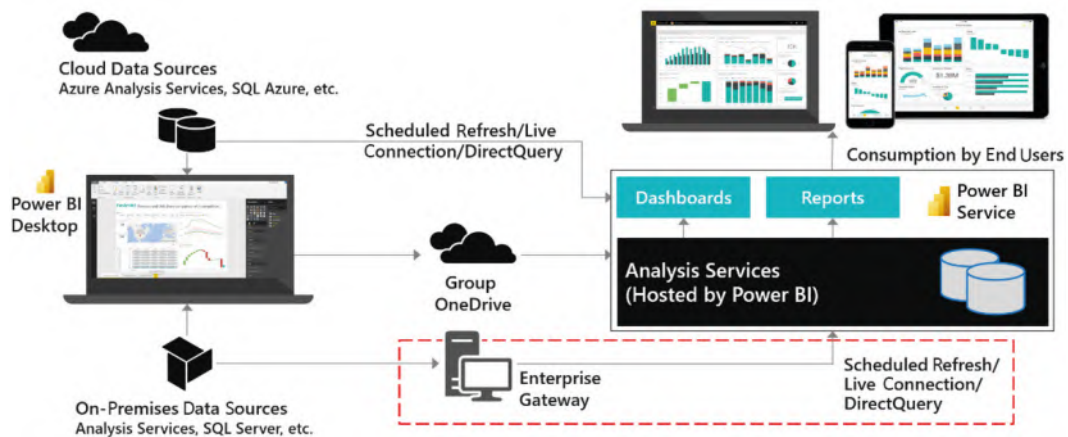 Cloud Data Sources
Azure Analysis Services, SQL Azure, etc.
Scheduled Refresh/Live
Connection/DirectQuery
Consumption by End Users
Power BI
Desktop
Dashboards
Reports
Power BI
Service
Group
OneDrive
Analysis Services
(Hosted by Power BI)
Enterprise
Gateway
Scheduled Refresh/
Live Connection/
DirectQuery
On-Premises Data Sources
Analysis Services, SQL Server, etc.